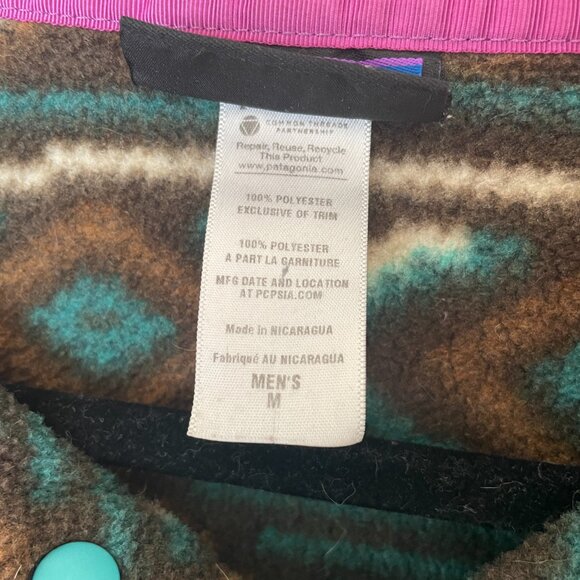 COMMON THREADS
PARTNERSHIP
Repair, Reuse, Recycle
This Product
www.patagonia.com
100% POLYESTER
EXCLUSIVE OF TRIM
100% POLYESTER
A PART LA GARNITURE
MFG DATE AND LOCATION
AT PCPSIA.COM
Made in NICARAGUA
Fabriqué AU NICARAGUA
MEN'S
M